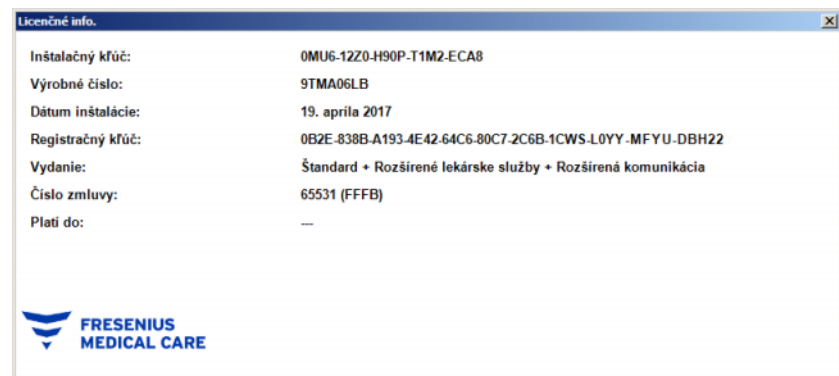 Licenčné info.
Inštalačný kľúč: 0MU6-12Z0-H90P-T1M2-ECA8
Výrobné číslo: 9TMA06LB
Dátum inštalácie: 19. apríla 2017
Registračný kľúč: 0B2E-838B-A193-4E42-64C6-80C7-2C6B-1CWS-L0YY-MFYU-DBH22
Vydanie: Štandard + Rozšírené lekárske služby + Rozšírená komunikácia
Číslo zmluvy: 65531 (FFFB)
Platí do: ---
FRESENIUS
MEDICAL CARE